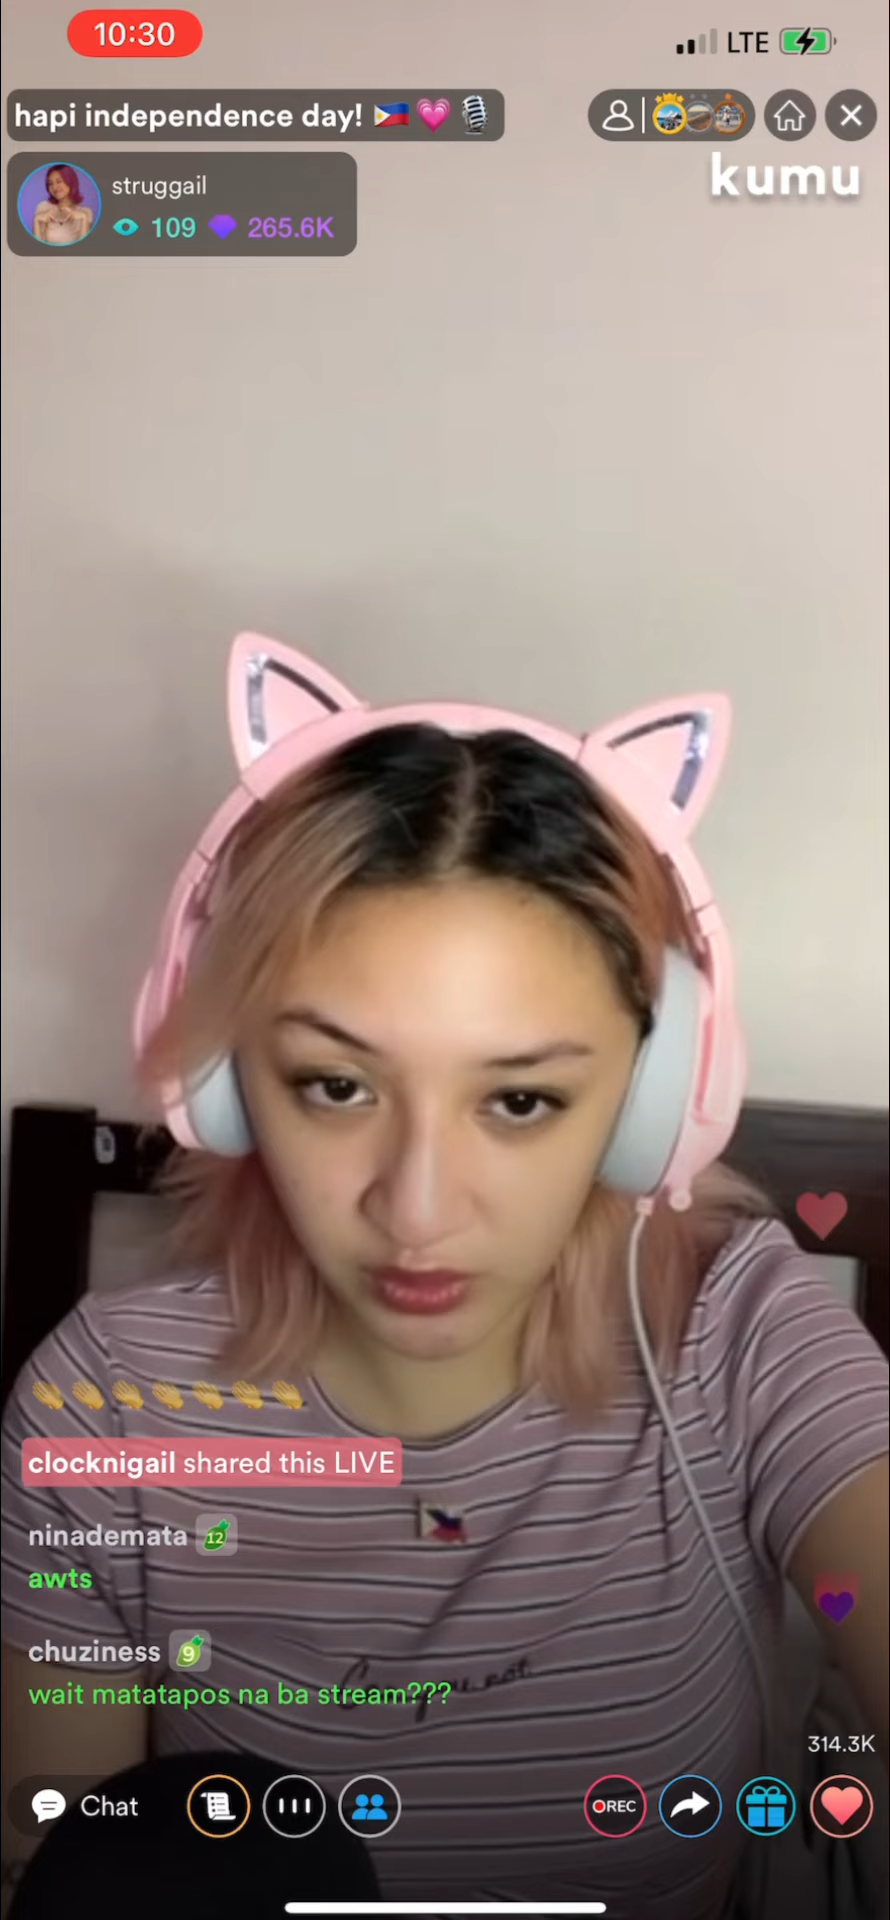 10:30
LTE
hapi independence day! 🇵🇭💗🎙️
struggail
109 265.6K
kumu
👏👏👏👏👏👏👏
clocknigail shared this LIVE
ninademata 12
awts
chuziness 9
wait matatapos na ba stream???
314.3K
Chat
REC